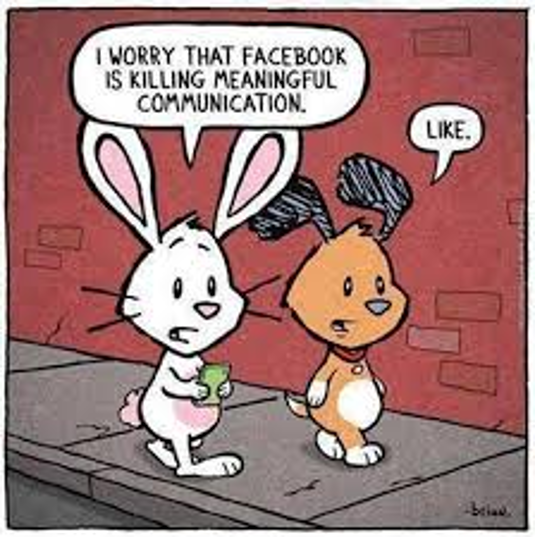 I WORRY THAT FACEBOOK
IS KILLING MEANINGFUL
COMMUNICATION.
LIKE.